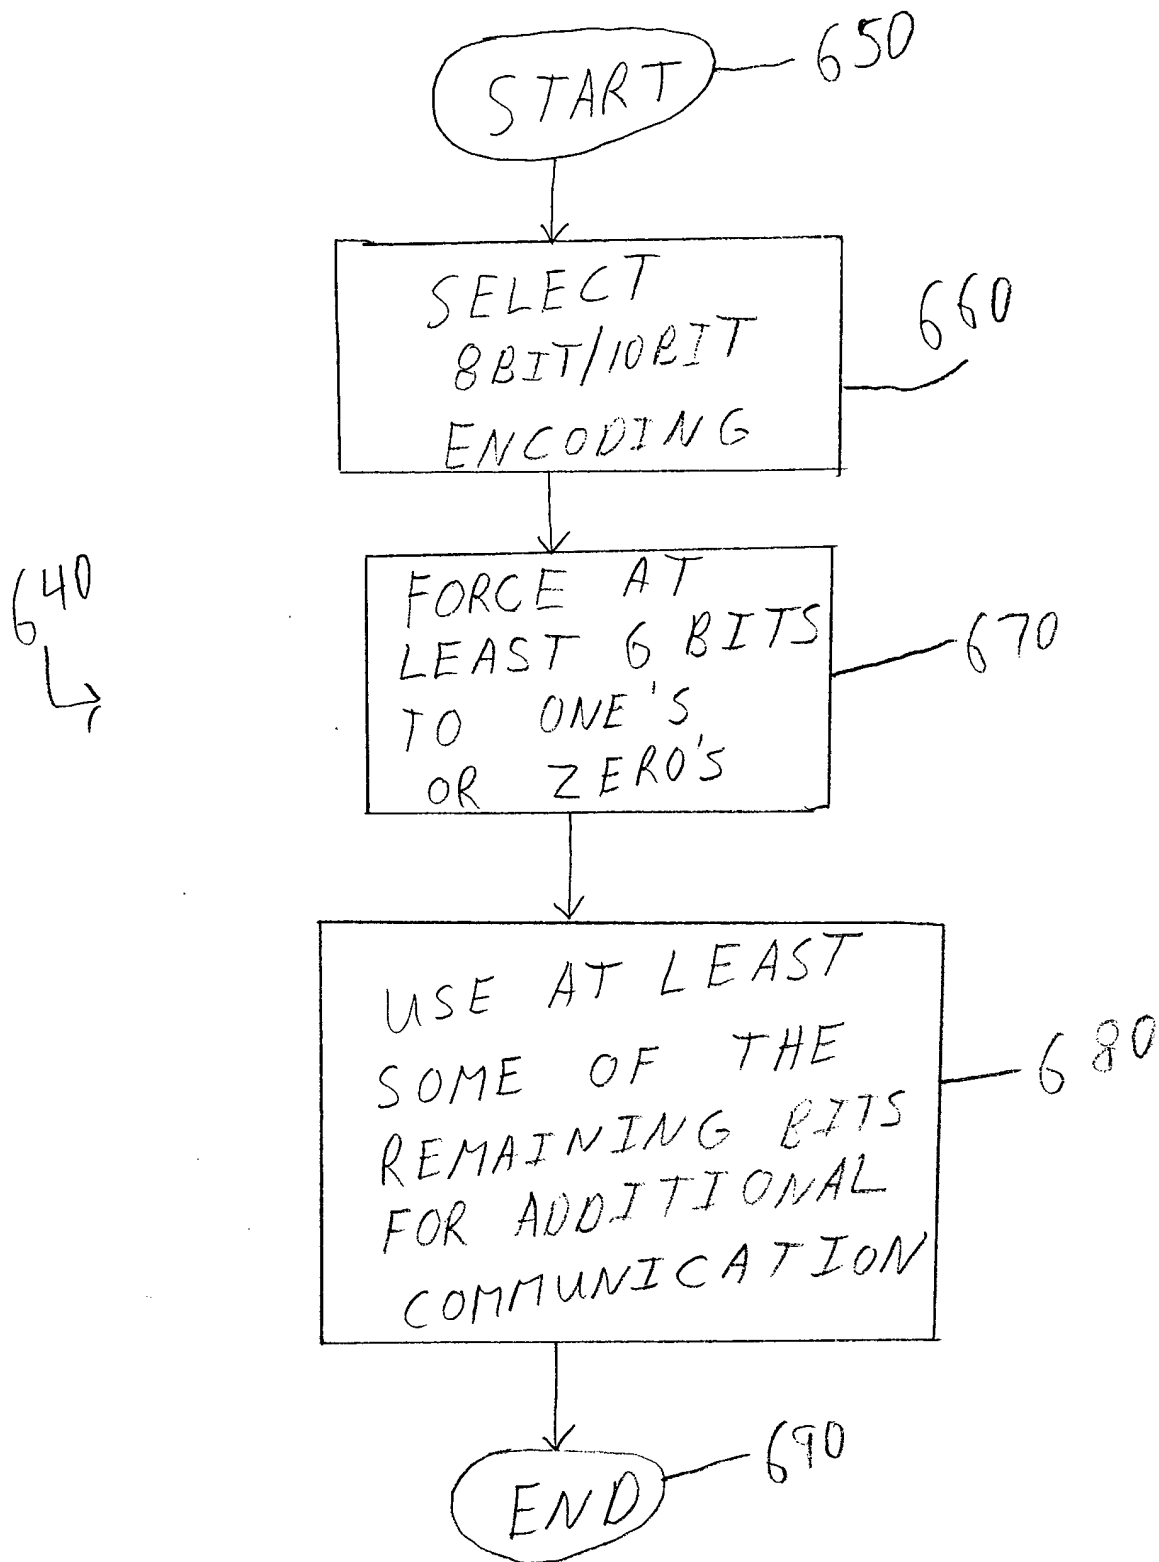 START
650
SELECT
8BIT/10BIT
ENCODING
660
640
FORCE AT
LEAST 6 BITS
TO ONE'S
OR ZERO'S
670
USE AT LEAST
SOME OF THE
REMAINING BITS
FOR ADDITIONAL
COMMUNICATION
680
END
690